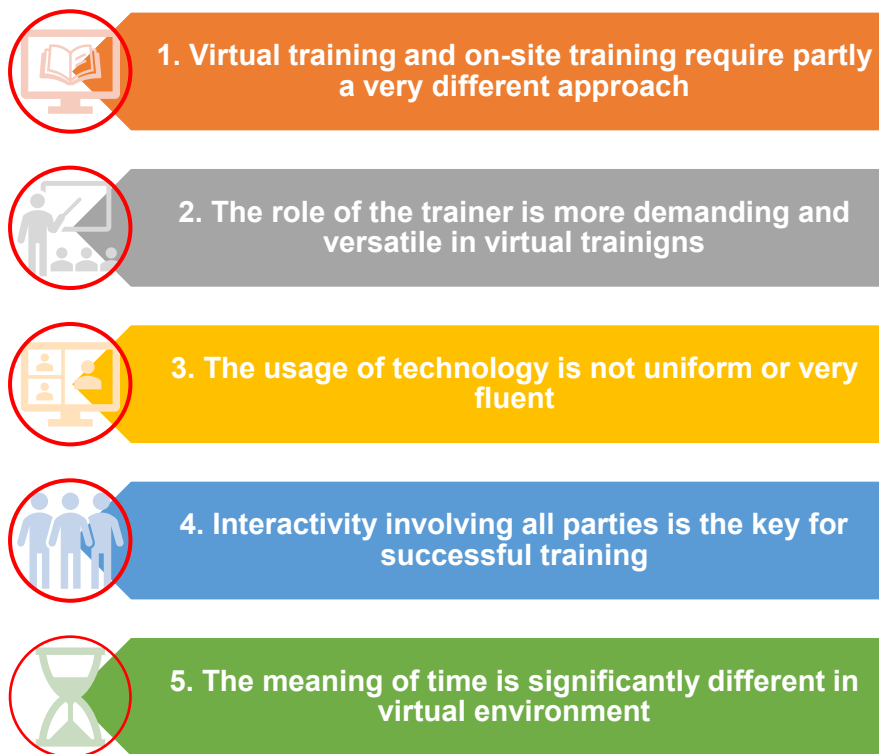 1. Virtual training and on-site training require partly
a very different approach
2. The role of the trainer is more demanding and
versatile in virtual trainigns
3. The usage of technology is not uniform or very
fluent
4. Interactivity involving all parties is the key for
successful training
5. The meaning of time is significantly different in
virtual environment